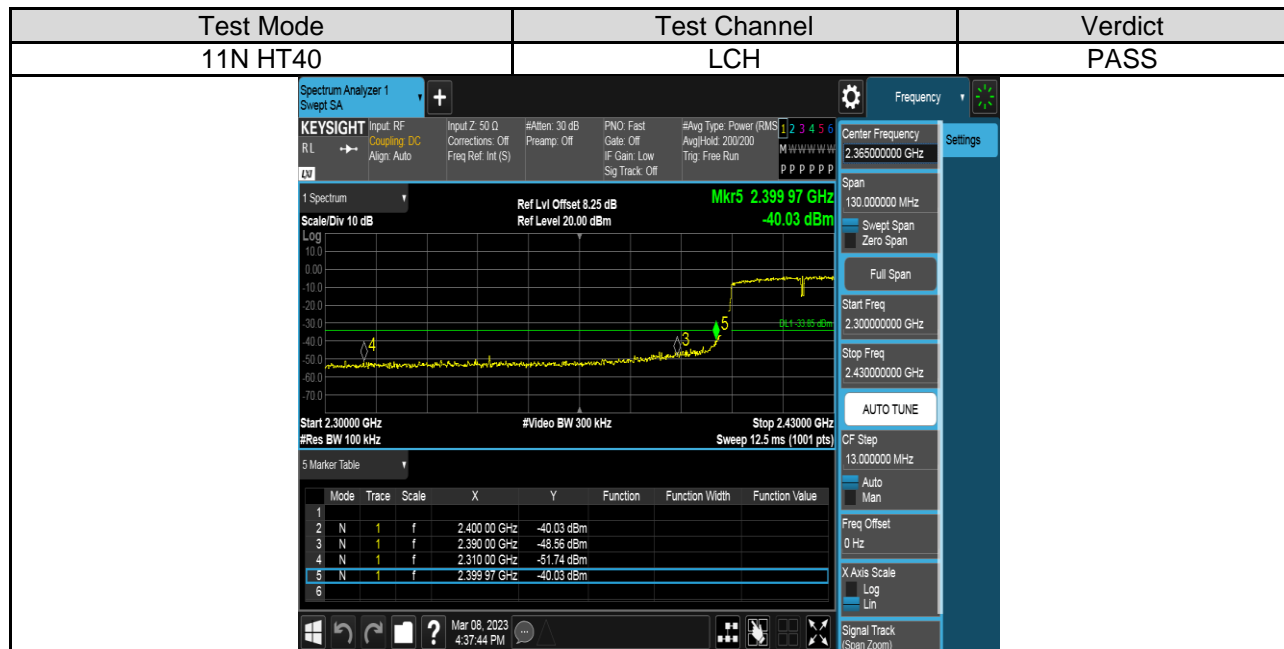 Test Mode Test Channel Verdict
11N HT40 LCH PASS
Spectrum Analyzer 1
Swept SA
+
Frequency
KEYSIGHT Input: RF Input Z: 50 Ω #Atten: 30 dB PNO: Fast #Avg Type: Power (RMS 1 2 3 4 5 6
RL Coupling: DC Corrections: Off Preamp: Off Gate: Off Avg|Hold: 200/200 M W W W W W
Align: Auto Freq Ref: Int (S) IF Gain: Low Trig: Free Run
LXI Sig Track: Off P P P P P P
1 Spectrum
Scale/Div 10 dB
Ref Lvl Offset 8.25 dB
Ref Level 20.00 dBm
Mkr5 2.399 97 GHz
-40.03 dBm
Log
10.0
0.00
-10.0
-20.0
-30.0
-40.0
-50.0
-60.0
-70.0
DL1 -33.85 dBm
4
3
5
Start 2.30000 GHz #Video BW 300 kHz Stop 2.43000 GHz
#Res BW 100 kHz Sweep 12.5 ms (1001 pts)
5 Marker Table
Mode Trace Scale X Y Function Function Width Function Value
1
2 N 1 f 2.400 00 GHz -40.03 dBm
3 N 1 f 2.390 00 GHz -48.56 dBm
4 N 1 f 2.310 00 GHz -51.74 dBm
5 N 1 f 2.399 97 GHz -40.03 dBm
6
?
Mar 08, 2023
4:37:44 PM
Settings
Center Frequency
2.365000000 GHz
Span
130.000000 MHz
Swept Span
Zero Span
Full Span
Start Freq
2.300000000 GHz
Stop Freq
2.430000000 GHz
AUTO TUNE
CF Step
13.000000 MHz
Auto
Man
Freq Offset
0 Hz
X Axis Scale
Log
Lin
Signal Track
(Span Zoom)